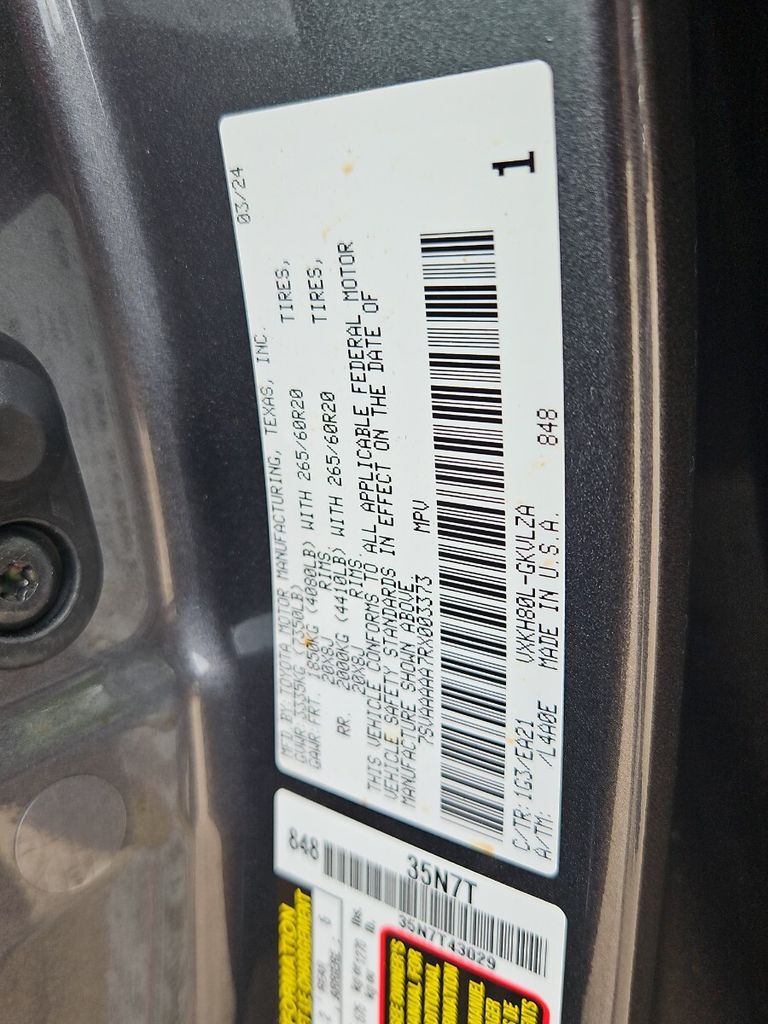 03/24
MFD. BY: TOYOTA MOTOR MANUFACTURING, TEXAS, INC.
GVWR 3335KG (7350LB)
GAWR FRT. 1850KG (4080LB) WITH 265/60R20 TIRES,
20X8J RIMS
RR. 2000KG (4410LB) WITH 265/60R20 TIRES,
20X8J RIMS.
THIS VEHICLE CONFORMS TO ALL APPLICABLE FEDERAL MOTOR
VEHICLE SAFETY STANDARDS IN EFFECT ON THE DATE OF
MANUFACTURE SHOWN ABOVE.
7SVAAAAA7RX003373 MPV
1
C/TR: 1G3/EA21 VXKH80L-GKVLZA
A/TM: /L4A0E MADE IN U.S.A. 848
848
35N7T
35N7T43029